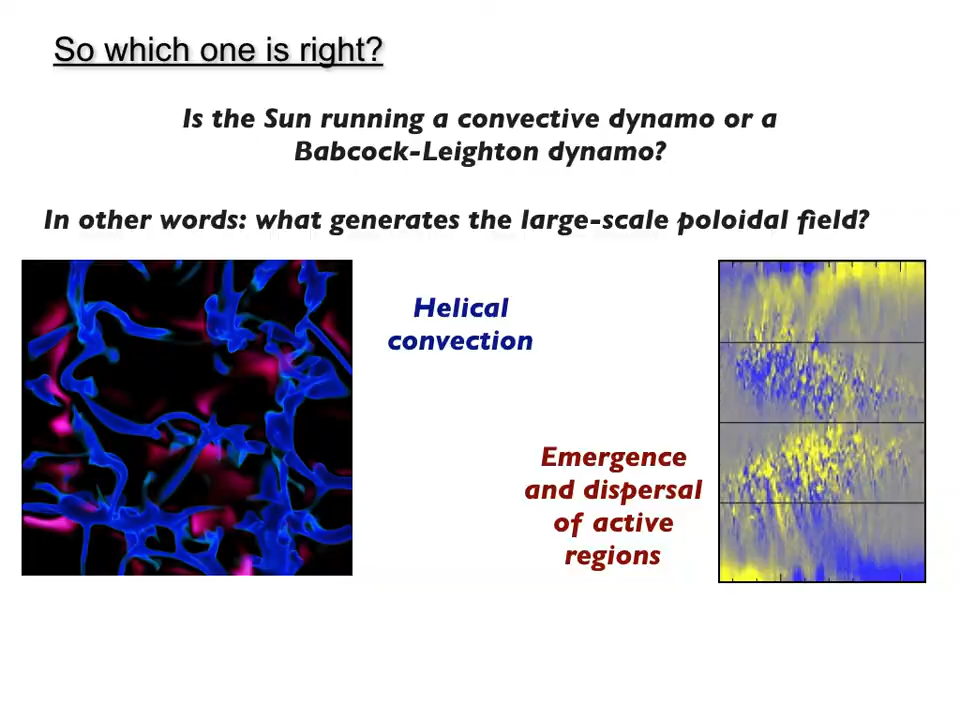 So which one is right?
Is the Sun running a convective dynamo or a
Babcock-Leighton dynamo?
In other words: what generates the large-scale poloidal field?
Helical
convection
Emergence
and dispersal
of active
regions